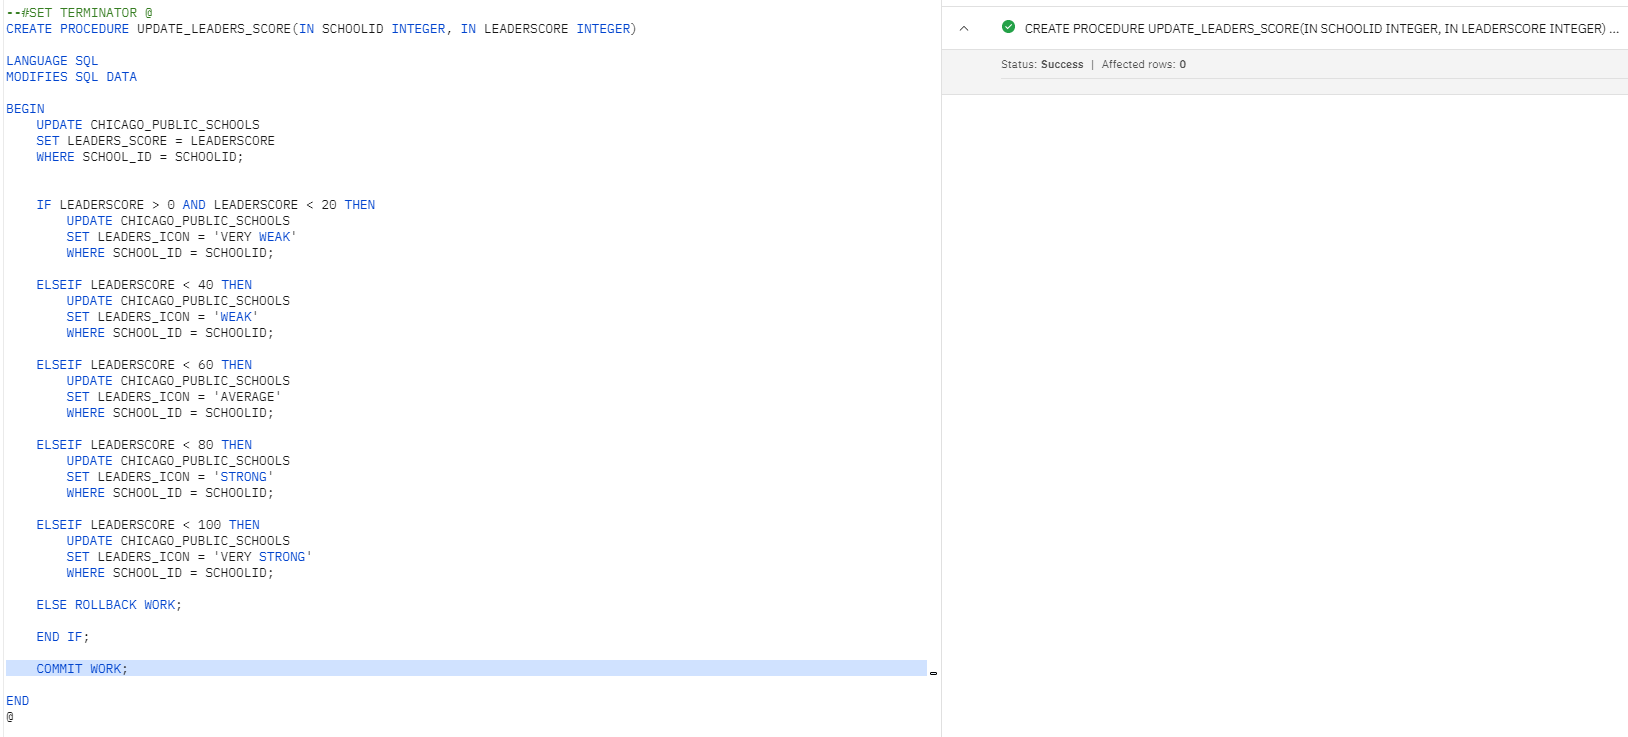 --#SET TERMINATOR @
CREATE PROCEDURE UPDATE_LEADERS_SCORE(IN SCHOOLID INTEGER, IN LEADERSCORE INTEGER)
LANGUAGE SQL
MODIFIES SQL DATA
BEGIN
UPDATE CHICAGO_PUBLIC_SCHOOLS
SET LEADERS_SCORE = LEADERSCORE
WHERE SCHOOL_ID = SCHOOLID;
IF LEADERSCORE > 0 AND LEADERSCORE < 20 THEN
UPDATE CHICAGO_PUBLIC_SCHOOLS
SET LEADERS_ICON = 'VERY WEAK'
WHERE SCHOOL_ID = SCHOOLID;
ELSEIF LEADERSCORE < 40 THEN
UPDATE CHICAGO_PUBLIC_SCHOOLS
SET LEADERS_ICON = 'WEAK'
WHERE SCHOOL_ID = SCHOOLID;
ELSEIF LEADERSCORE < 60 THEN
UPDATE CHICAGO_PUBLIC_SCHOOLS
SET LEADERS_ICON = 'AVERAGE'
WHERE SCHOOL_ID = SCHOOLID;
ELSEIF LEADERSCORE < 80 THEN
UPDATE CHICAGO_PUBLIC_SCHOOLS
SET LEADERS_ICON = 'STRONG'
WHERE SCHOOL_ID = SCHOOLID;
ELSEIF LEADERSCORE < 100 THEN
UPDATE CHICAGO_PUBLIC_SCHOOLS
SET LEADERS_ICON = 'VERY STRONG'
WHERE SCHOOL_ID = SCHOOLID;
ELSE ROLLBACK WORK;
END IF;
COMMIT WORK;
END
@
CREATE PROCEDURE UPDATE_LEADERS_SCORE(IN SCHOOLID INTEGER, IN LEADERSCORE INTEGER) ...
Status: Success | Affected rows: 0